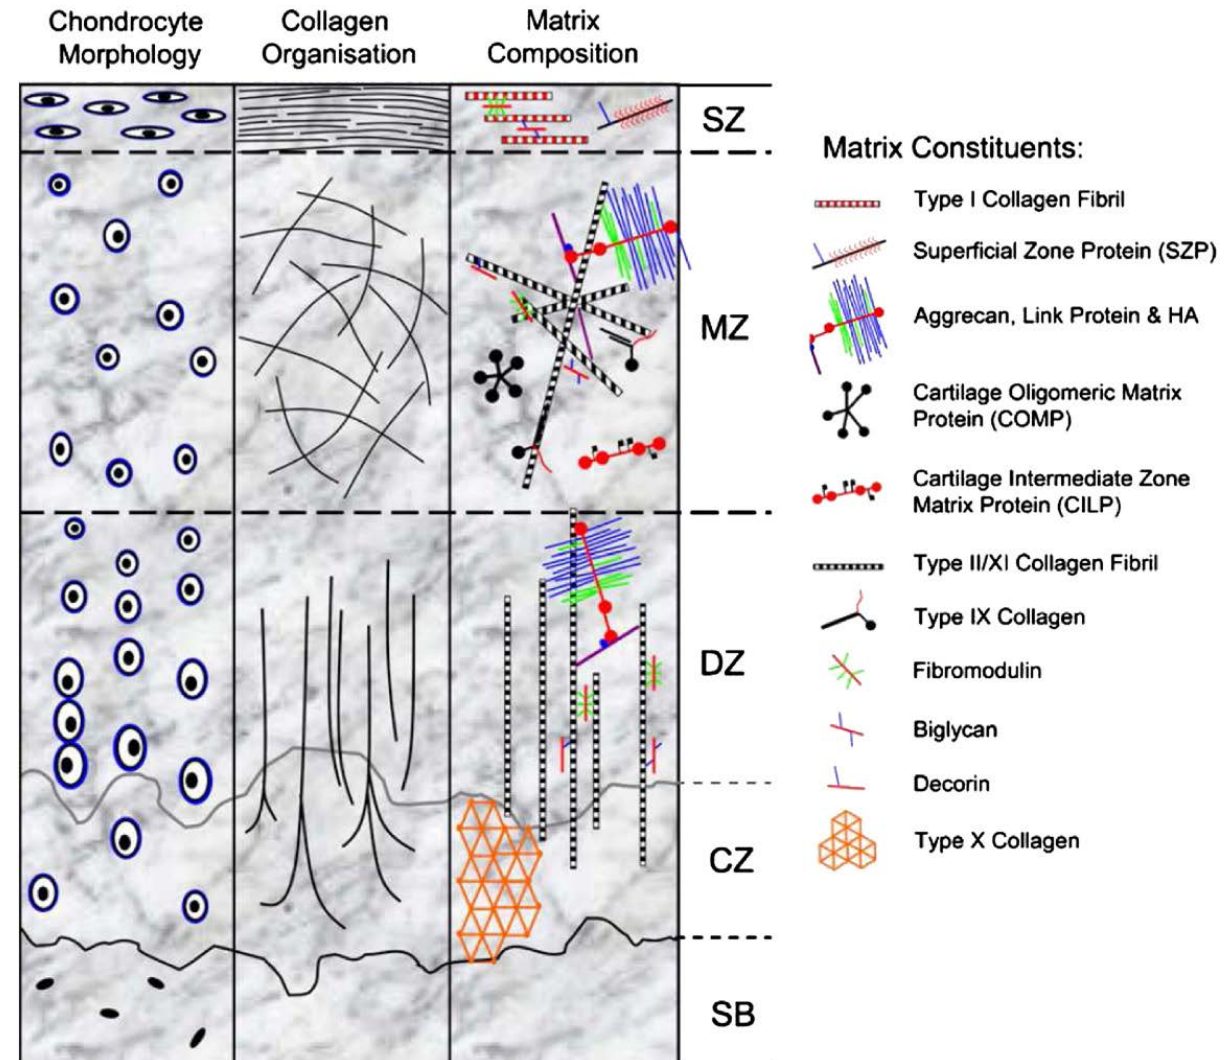 Chondrocyte
Morphology
Collagen
Organisation
Matrix
Composition
SZ
MZ
DZ
CZ
SB
Matrix Constituents:
Type I Collagen Fibril
Superficial Zone Protein (SZP)
Aggrecan, Link Protein & HA
Cartilage Oligomeric Matrix
Protein (COMP)
Cartilage Intermediate Zone
Matrix Protein (CILP)
Type II/XI Collagen Fibril
Type IX Collagen
Fibromodulin
Biglycan
Decorin
Type X Collagen